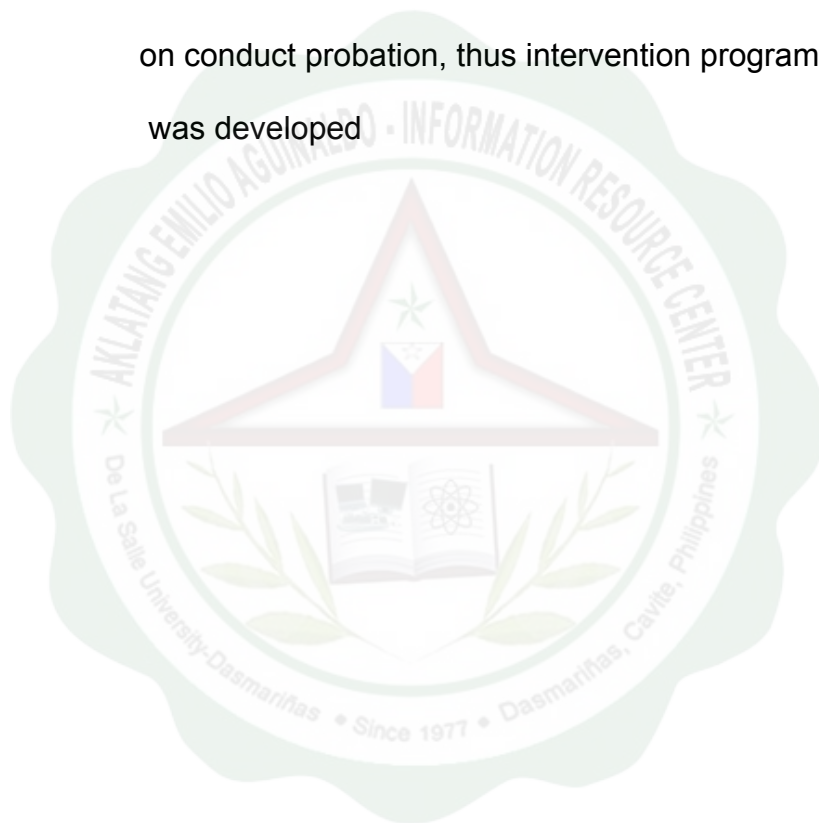 on conduct probation, thus intervention program
was developed
AKLATANG EMILIO AGUINALDO - INFORMATION RESOURCE CENTER
De La Salle University-Dasmariñas • Since 1977 • Dasmariñas, Cavite, Philippines